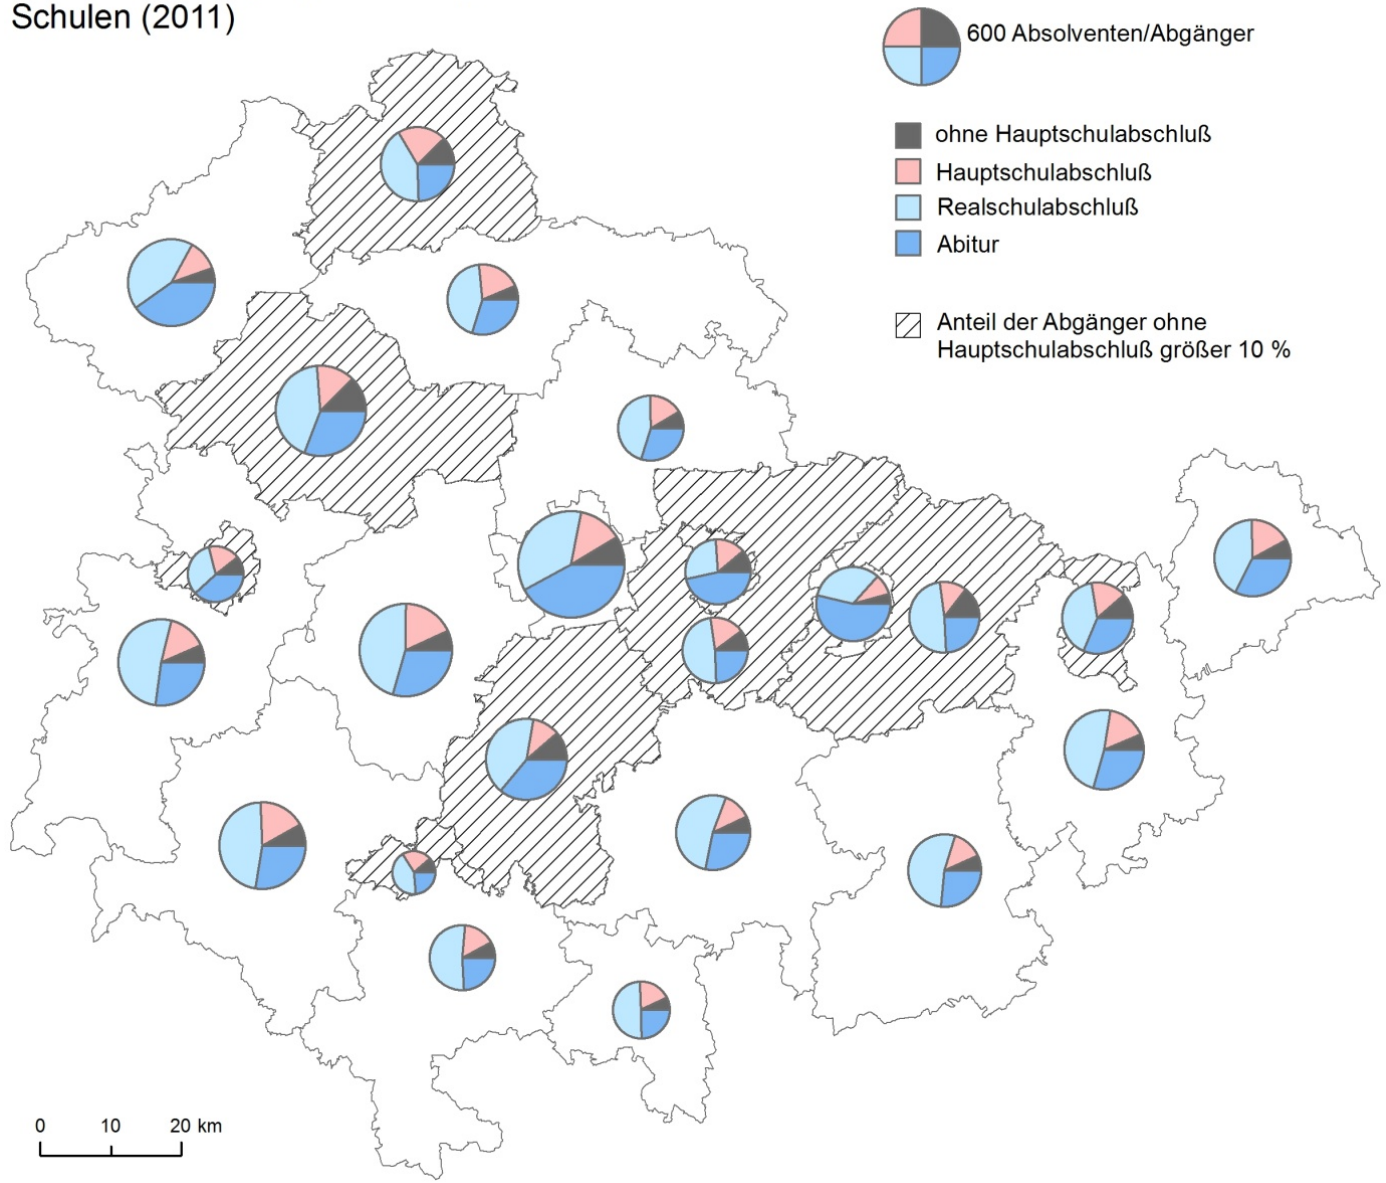 Schulen (2011)
600 Absolventen/Abgänger
ohne Hauptschulabschluß
Hauptschulabschluß
Realschulabschluß
Abitur
Anteil der Abgänger ohne
Hauptschulabschluß größer 10 %
0 10 20 km